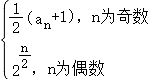 { 1/2 (aₙ+1), n为奇数
2^(n/2), n为偶数